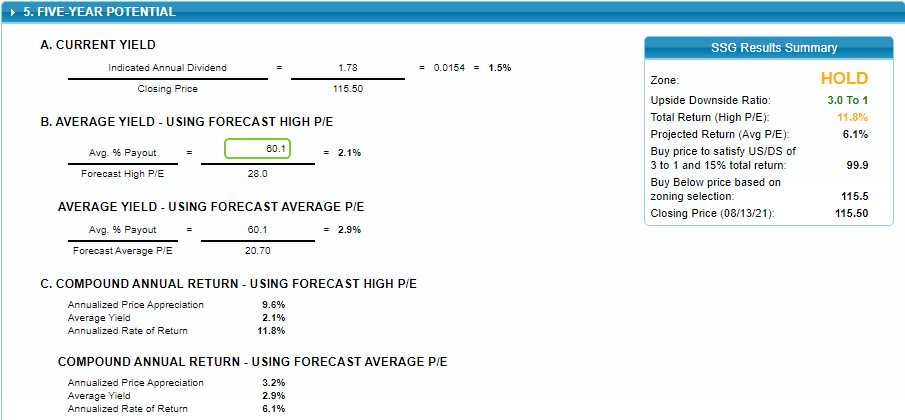 5. FIVE-YEAR POTENTIAL
A. CURRENT YIELD
Indicated Annual Dividend = 1.78 = 0.0154 = 1.5%
Closing Price 115.50
B. AVERAGE YIELD - USING FORECAST HIGH P/E
Avg. % Payout = 60.1 = 2.1%
Forecast High P/E 28.0
AVERAGE YIELD - USING FORECAST AVERAGE P/E
Avg. % Payout = 60.1 = 2.9%
Forecast Average P/E 20.70
C. COMPOUND ANNUAL RETURN - USING FORECAST HIGH P/E
Annualized Price Appreciation 9.6%
Average Yield 2.1%
Annualized Rate of Return 11.8%
COMPOUND ANNUAL RETURN - USING FORECAST AVERAGE P/E
Annualized Price Appreciation 3.2%
Average Yield 2.9%
Annualized Rate of Return 6.1%
SSG Results Summary
Zone: HOLD
Upside Downside Ratio: 3.0 To 1
Total Return (High P/E): 11.8%
Projected Return (Avg P/E): 6.1%
Buy price to satisfy US/DS of
3 to 1 and 15% total return: 99.9
Buy Below price based on
zoning selection: 115.5
Closing Price (08/13/21): 115.50